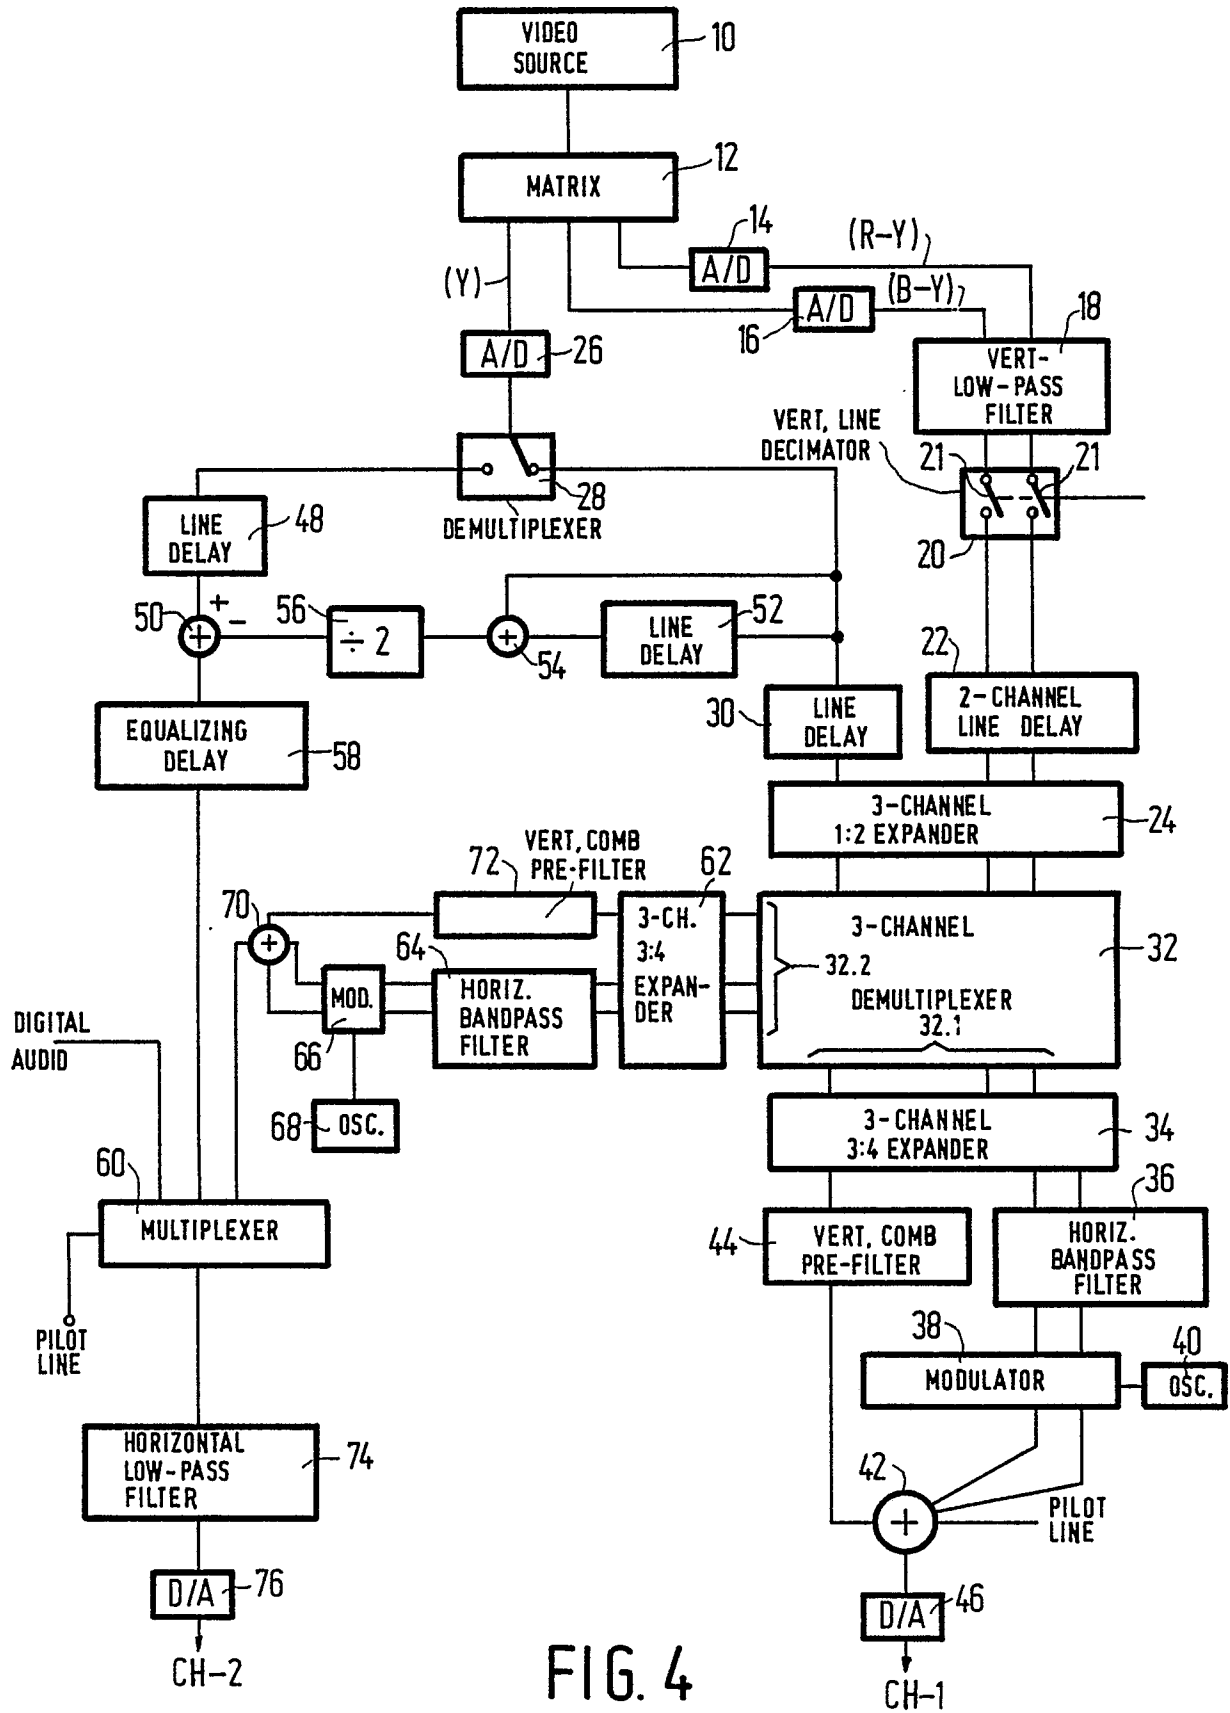 VIDEO
SOURCE
10
MATRIX
12
(Y)
A/D
14
(R-Y)
A/D
16
(B-Y)
A/D
26
VERT-
LOW-PASS
FILTER
18
VERT, LINE
DECIMATOR
21
21
20
28
DEMULTIPLEXER
LINE
DELAY
48
50
+
-
+
56
÷ 2
+
54
LINE
DELAY
52
EQUALIZING
DELAY
58
LINE
DELAY
30
2-CHANNEL
LINE DELAY
22
3-CHANNEL
1:2 EXPANDER
24
VERT, COMB
PRE-FILTER
72
62
3-CH.
3:4
EXPAN-
DER
3-CHANNEL
DEMULTIPLEXER
32
32.2
32.1
70
+
64
HORIZ.
BANDPASS
FILTER
MOD.
66
68
OSC.
DIGITAL
AUDIO
60
MULTIPLEXER
PILOT
LINE
3-CHANNEL
3:4 EXPANDER
34
44
VERT, COMB
PRE-FILTER
36
HORIZ.
BANDPASS
FILTER
38
MODULATOR
40
OSC.
42
+
PILOT
LINE
HORIZONTAL
LOW-PASS
FILTER
74
D/A
76
CH-2
D/A
46
CH-1
FIG. 4